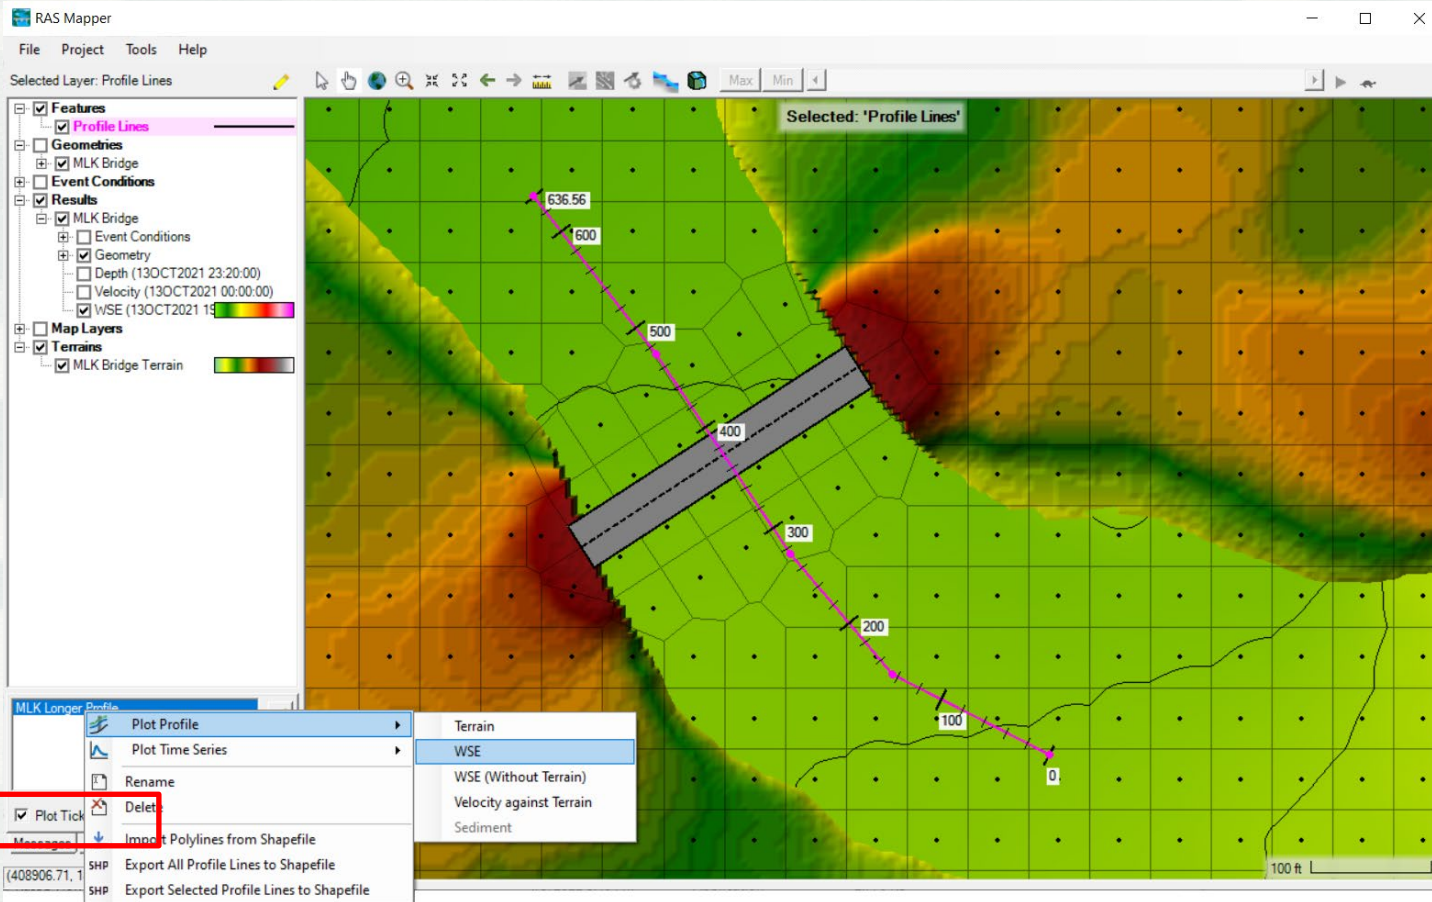 RAS Mapper
File Project Tools Help
Selected Layer: Profile Lines
Max Min
Features
Profile Lines
Geometries
MLK Bridge
Event Conditions
Results
MLK Bridge
Event Conditions
Geometry
Depth (13OCT2021 23:20:00)
Velocity (13OCT2021 00:00:00)
WSE (13OCT2021 19
Map Layers
Terrains
MLK Bridge Terrain
Selected: 'Profile Lines'
636.56
600
500
400
300
200
100
0
100 ft
MLK Longer Profile
Plot Profile
Plot Time Series
Rename
Delete
Import Polylines from Shapefile
SHP Export All Profile Lines to Shapefile
SHP Export Selected Profile Lines to Shapefile
Terrain
WSE
WSE (Without Terrain)
Velocity against Terrain
Sediment
Plot Tick
Messages
(408906.71, 1